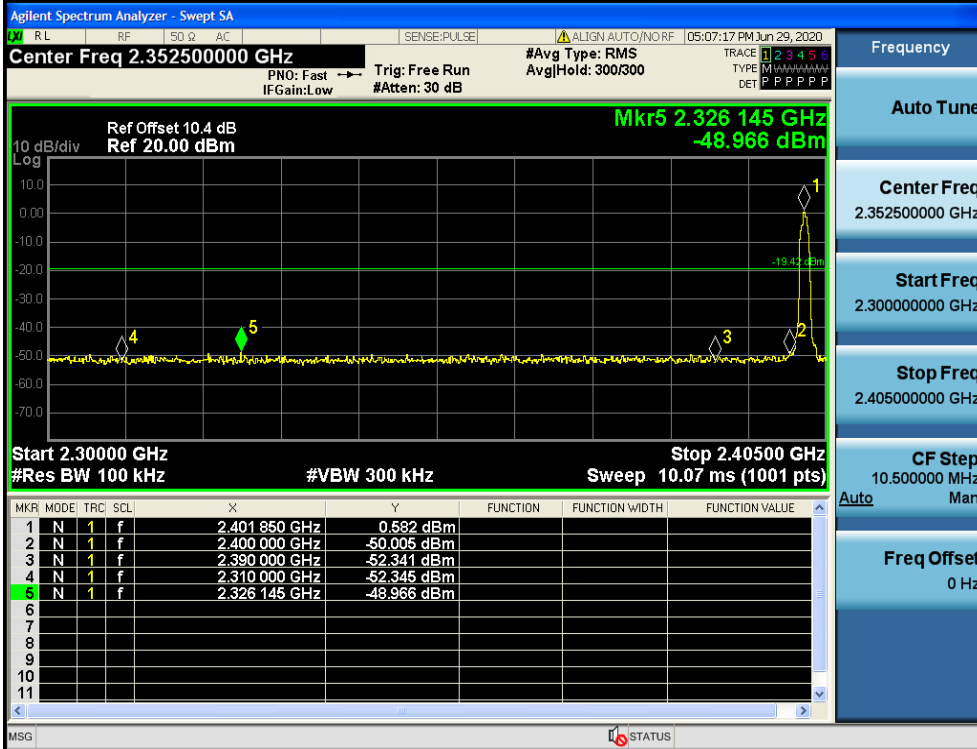 Agilent Spectrum Analyzer - Swept SA
LXI RL RF 50 Ω AC SENSE:PULSE ALIGN AUTO/NO RF 05:07:17 PM Jun 29, 2020
Center Freq 2.352500000 GHz
PNO: Fast
IFGain:Low
Trig: Free Run
#Atten: 30 dB
#Avg Type: RMS
Avg|Hold: 300/300
TRACE 1 2 3 4 5 6
TYPE M WWWWW
DET P P P P P P
Mkr5 2.326 145 GHz
-48.966 dBm
Ref Offset 10.4 dB
10 dB/div Ref 20.00 dBm
Log
10.0
0.00
-10.0
-20.0
-30.0
-40.0
-50.0
-60.0
-70.0
1
-19.42 dBm
4
5
3
2
Start 2.30000 GHz Stop 2.40500 GHz
#Res BW 100 kHz #VBW 300 kHz Sweep 10.07 ms (1001 pts)
MKR MODE TRC SCL X Y FUNCTION FUNCTION WIDTH FUNCTION VALUE
1 N 1 f 2.401 850 GHz 0.582 dBm
2 N 1 f 2.400 000 GHz -50.005 dBm
3 N 1 f 2.390 000 GHz -52.341 dBm
4 N 1 f 2.310 000 GHz -52.345 dBm
5 N 1 f 2.326 145 GHz -48.966 dBm
6
7
8
9
10
11
MSG STATUS
Frequency
Auto Tune
Center Freq
2.352500000 GHz
Start Freq
2.300000000 GHz
Stop Freq
2.405000000 GHz
CF Step
10.500000 MHz
Auto Man
Freq Offset
0 Hz